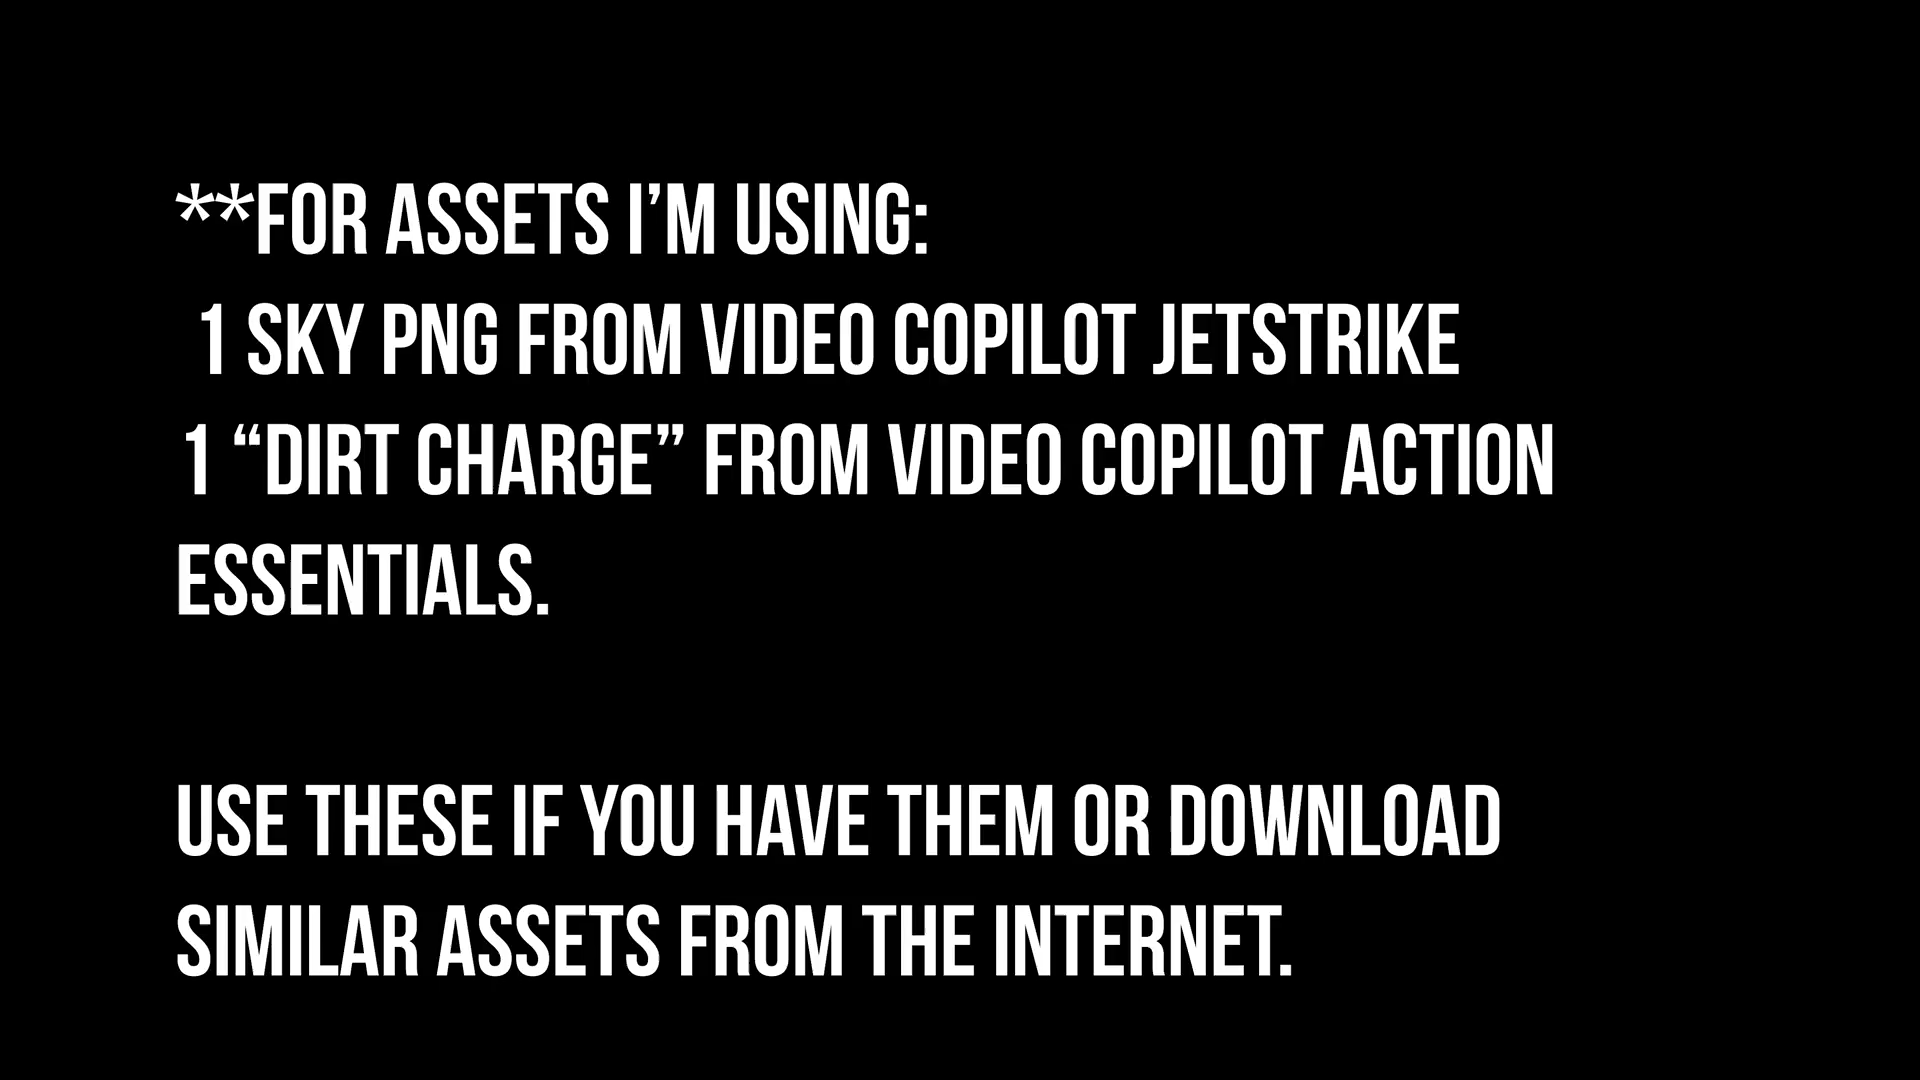 **FOR ASSETS I’M USING:
1 SKY PNG FROM VIDEO COPILOT JETSTRIKE
1 “DIRT CHARGE” FROM VIDEO COPILOT ACTION
ESSENTIALS.
USE THESE IF YOU HAVE THEM OR DOWNLOAD
SIMILAR ASSETS FROM THE INTERNET.